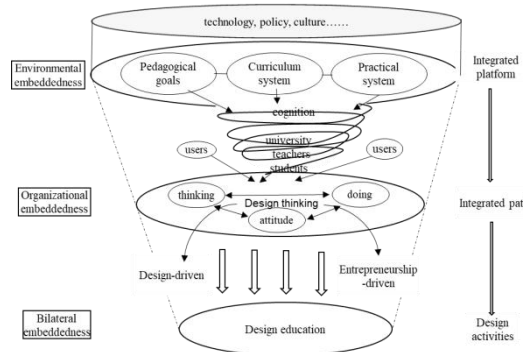 technology, policy, culture……
Environmental
embeddedness
Pedagogical
goals
Curriculum
system
Practical
system
Integrated
platform
cognition
university
teachers
students
users
users
Organizational
embeddedness
thinking
Design thinking
doing
attitude
Integrated pat
Design-driven
Entrepreneurship
-driven
Bilateral
embeddedness
Design education
Design
activities